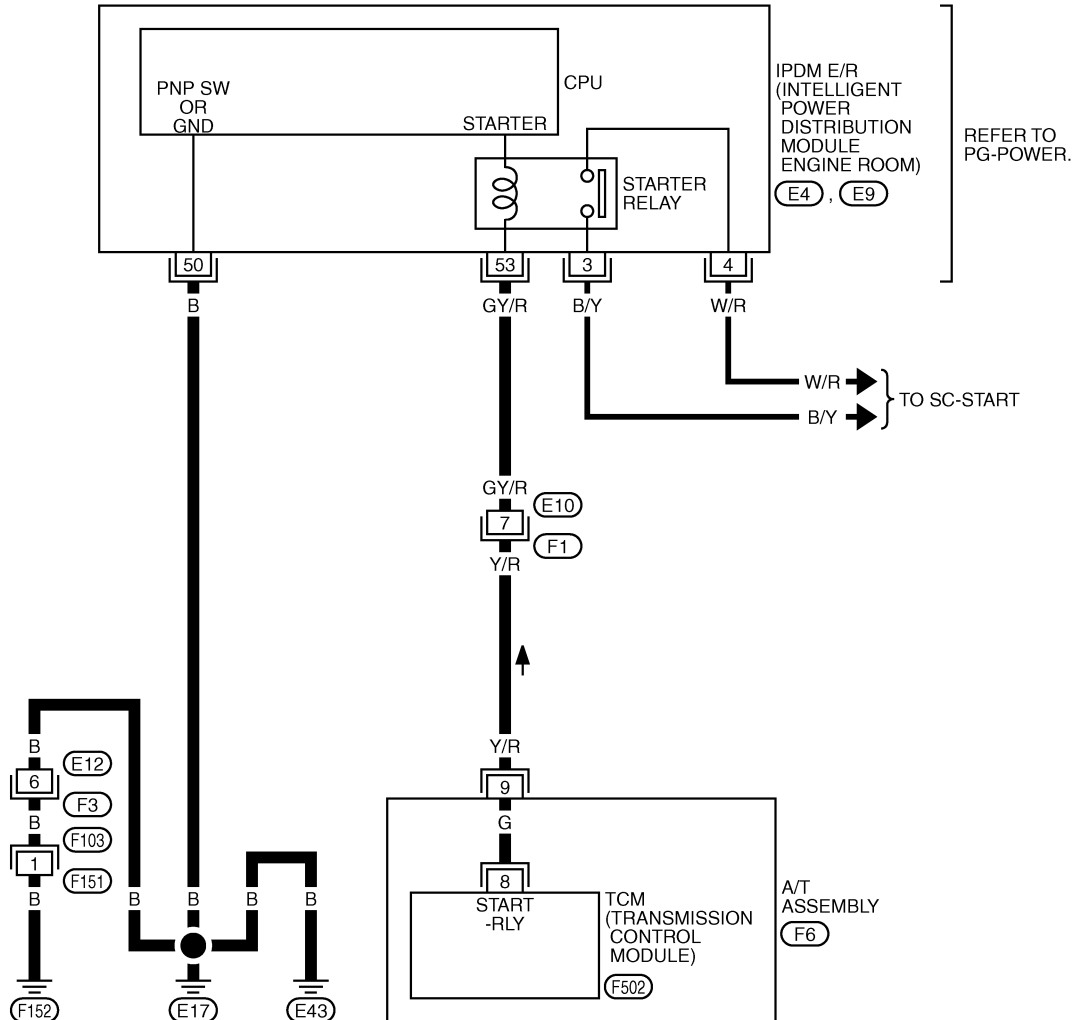 PNP SW
OR
GND
STARTER
CPU
STARTER
RELAY
IPDM E/R
(INTELLIGENT
POWER
DISTRIBUTION
MODULE
ENGINE ROOM)
E4 , E9
REFER TO
PG-POWER.
50
53
3
4
B
GY/R
B/Y
W/R
W/R
B/Y
TO SC-START
GY/R
E10
7
F1
Y/R
Y/R
9
G
8
START
-RLY
TCM
(TRANSMISSION
CONTROL
MODULE)
F502
A/T
ASSEMBLY
F6
B
E12
6
F3
B
F103
1
F151
B
B
B
B
B
F152
E17
E43